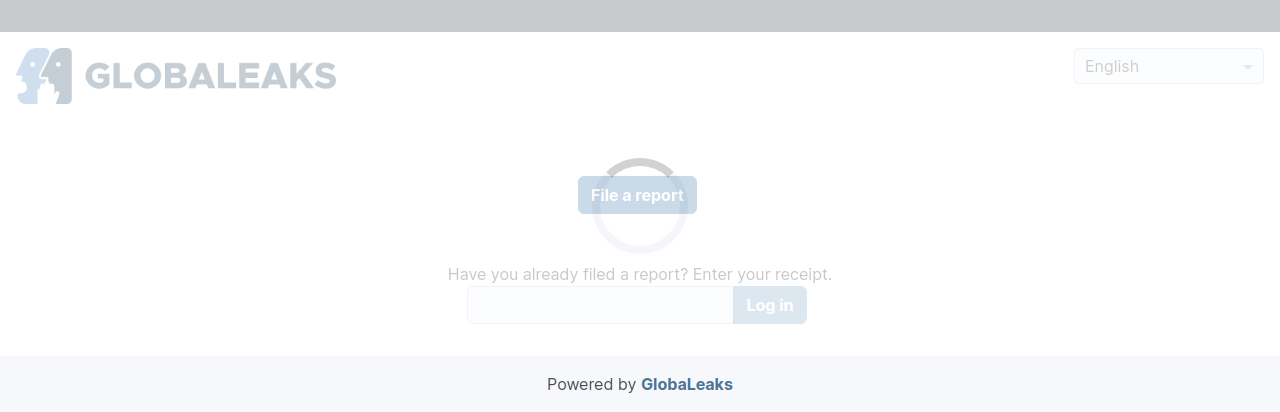 GLOBALEAKS
English
File a report
Have you already filed a report? Enter your receipt.
Log in
Powered by GlobaLeaks